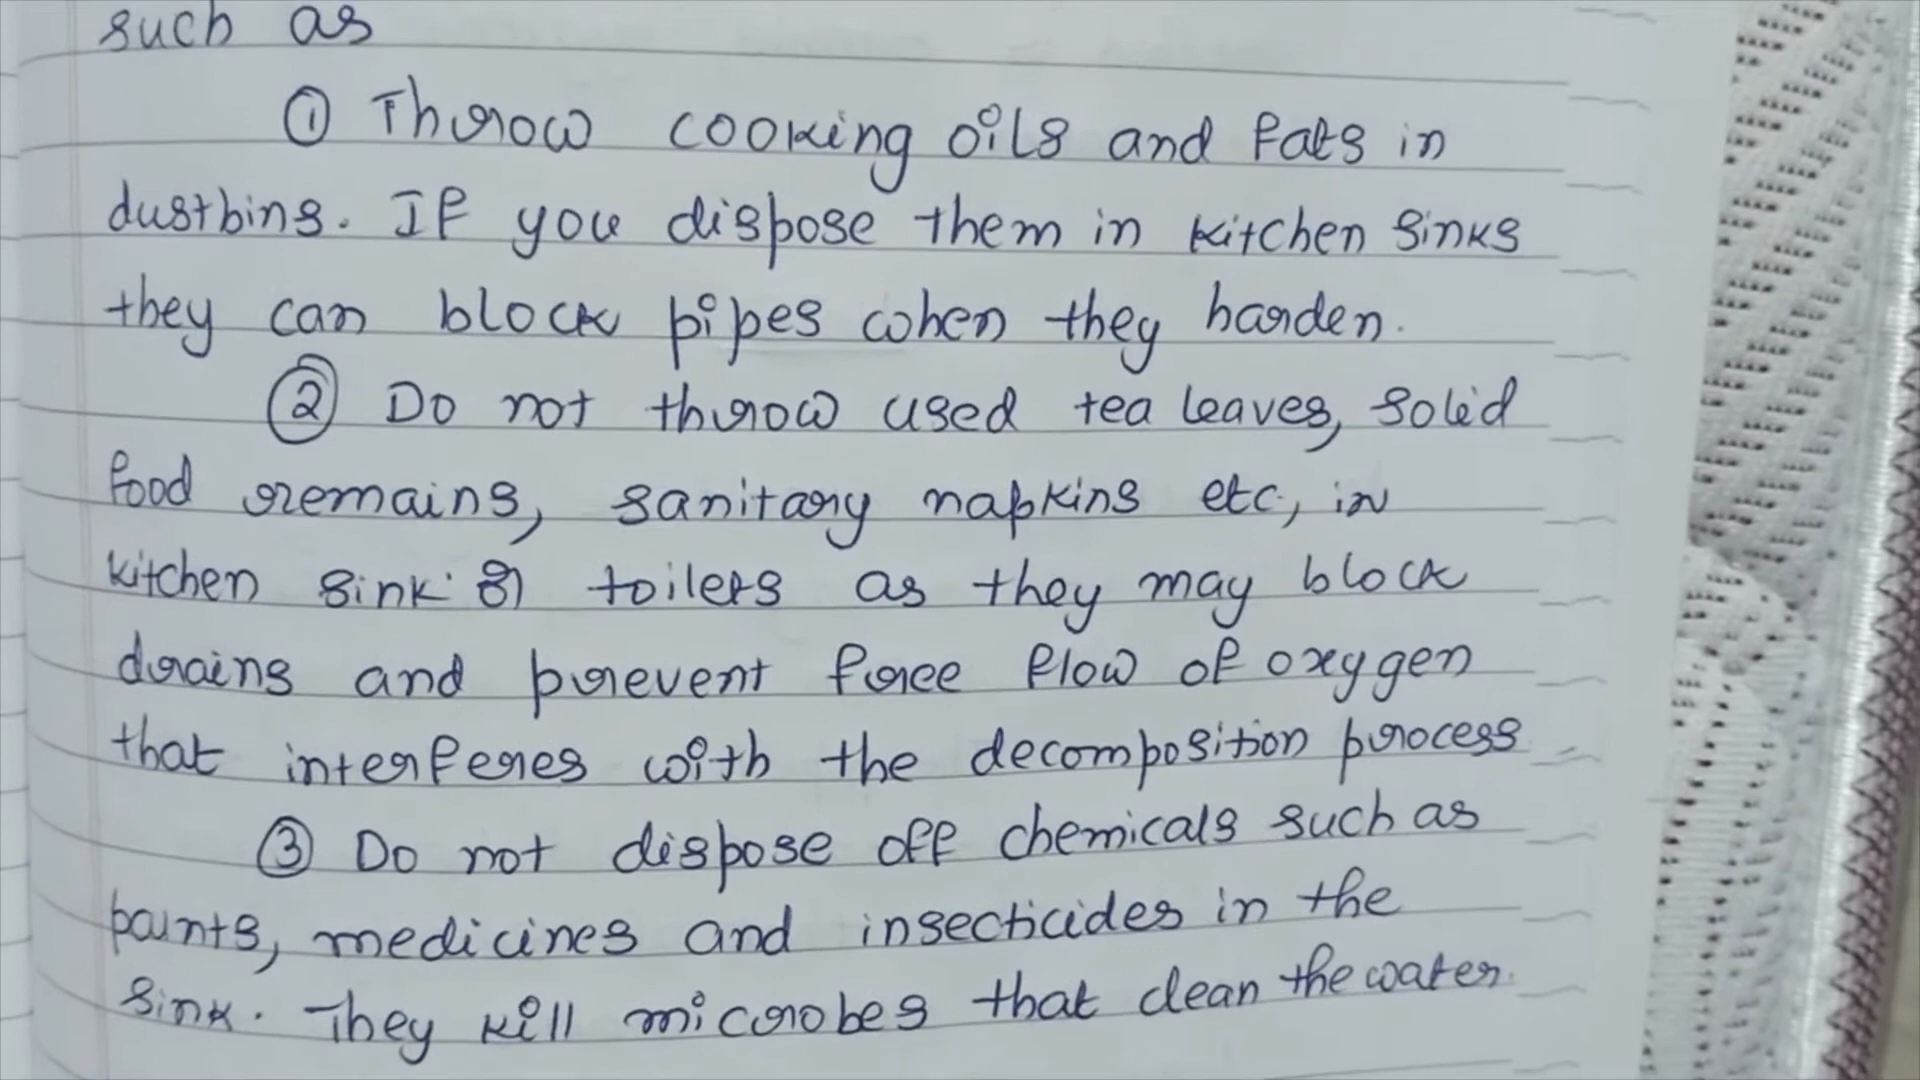 such as
① Throw cooking oils and fats in
dustbins. If you dispose them in kitchen sinks
they can block pipes when they harden.
② Do not throw used tea leaves, solid
food remains, sanitary napkins etc, in
kitchen sink or toilets as they may block
drains and prevent free flow of oxygen
that interferes with the decomposition process
③ Do not dispose off chemicals such as
paints, medicines and insecticides in the
sink. They kill microbes that clean the water.